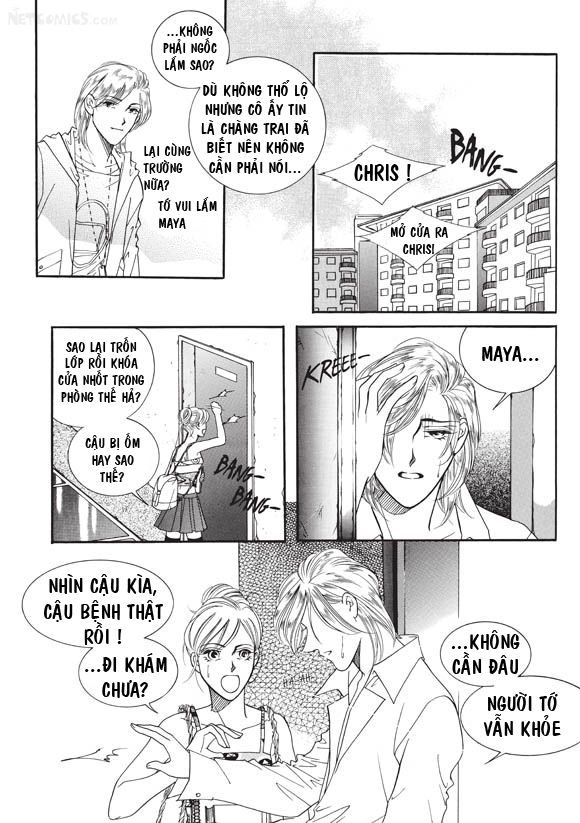 NETCOMICS.COM
...KHÔNG
PHẢI NGỐC
LẮM SAO?
DÙ KHÔNG THỔ LỘ
NHƯNG CÔ ẤY TIN
LÀ CHÀNG TRAI ĐÃ
BIẾT NÊN KHÔNG
CẦN PHẢI NÓI...
LẠI CÙNG
TRƯỜNG
NỮA?
TỚ VUI LẮM
MAYA
BANG-
CHRIS !
MỞ CỬA RA
CHRIS!
SAO LẠI TRỐN
LỚP RỒI KHÓA
CỬA NHỐT TRONG
PHÒNG THẾ HẢ?
CẬU BỊ ỐM
HAY SAO
THẾ?
BANG-
BANG-
KREEE-
MAYA...
NHÌN CẬU KÌA,
CẬU BỆNH THẬT
RỒI !
...ĐI KHÁM
CHƯA?
...KHÔNG
CẦN ĐÂU
NGƯỜI TỚ
VẪN KHỎE